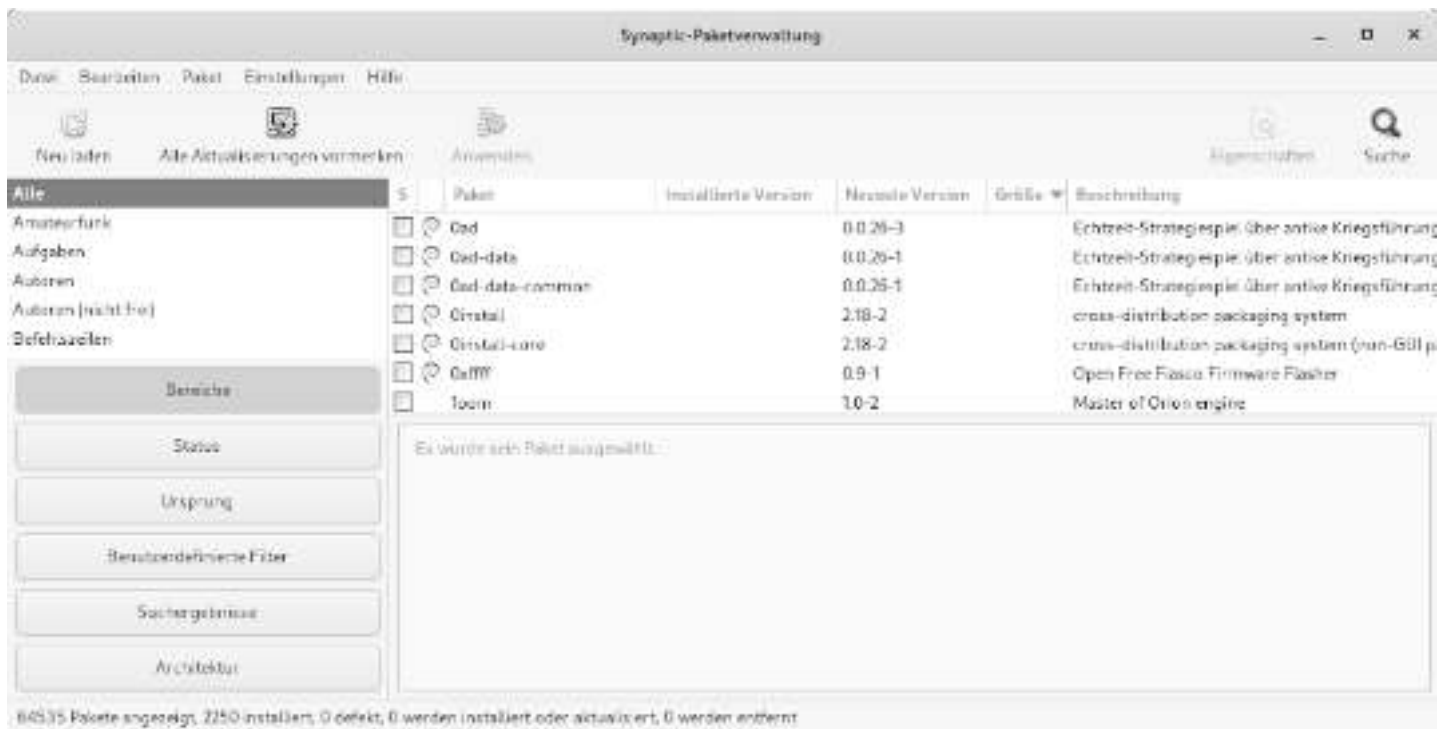 Synaptic-Paketverwaltung
Datei Bearbeiten Paket Einstellungen Hilfe
Neu laden Alle Aktualisierungen vormerken Anwenden Eigenschaften Suche
Alle
Amateurfunk
Aufgaben
Autoren
Autoren (nicht frei)
Befehlszeilen
Bereiche
Status
Ursprung
Benutzerdefinierte Filter
Suchergebnisse
Architektur
S Paket Installierte Version Neueste Version Größe Beschreibung
0ad 0.0.26-3 Echtzeit-Strategiespiel über antike Kriegsführung
0ad-data 0.0.26-1 Echtzeit-Strategiespiel über antike Kriegsführung
0ad-data-common 0.0.26-1 Echtzeit-Strategiespiel über antike Kriegsführung
0install 2.18-2 cross-distribution packaging system
0install-core 2.18-2 cross-distribution packaging system (non-GUI p
0xffff 0.9-1 Open Free Fiasco Firmware Flasher
1oom 1.0-2 Master of Orion engine
Es wurde kein Paket ausgewählt.
64535 Pakete angezeigt, 2250 installiert, 0 defekt, 0 werden installiert oder aktualisiert, 0 werden entfernt